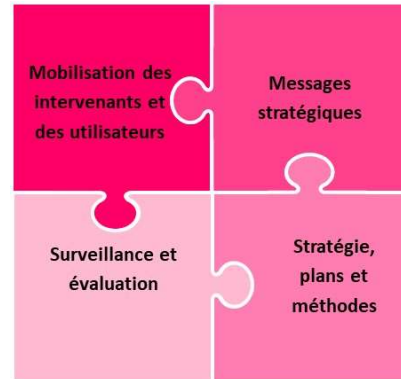 Mobilisation des
intervenants et
des utilisateurs
Messages
stratégiques
Surveillance et
évaluation
Stratégie,
plans et
méthodes